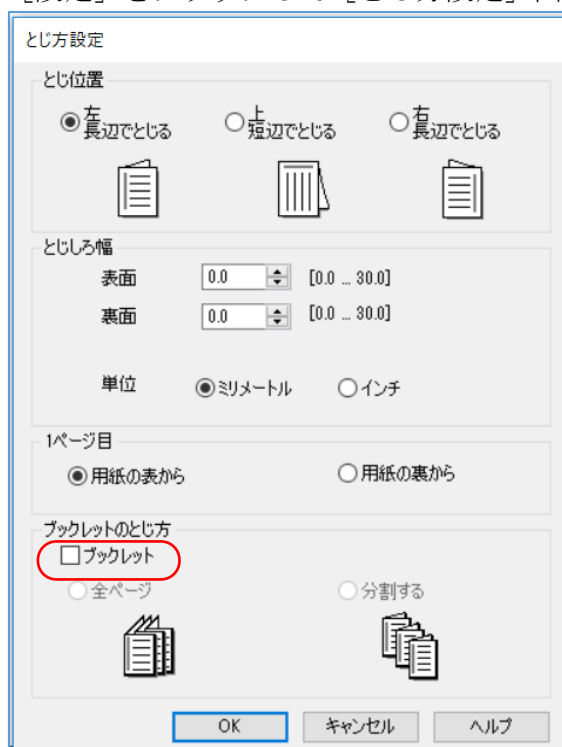 とじ方設定
とじ位置
左 上 右
長辺でとじる 短辺でとじる 長辺でとじる
とじしろ幅
表面 0.0 [0.0 ... 30.0]
裏面 0.0 [0.0 ... 30.0]
単位 ミリメートル インチ
1ページ目
用紙の表から 用紙の裏から
ブックレットのとじ方
ブックレット
全ページ 分割する
OK キャンセル ヘルプ